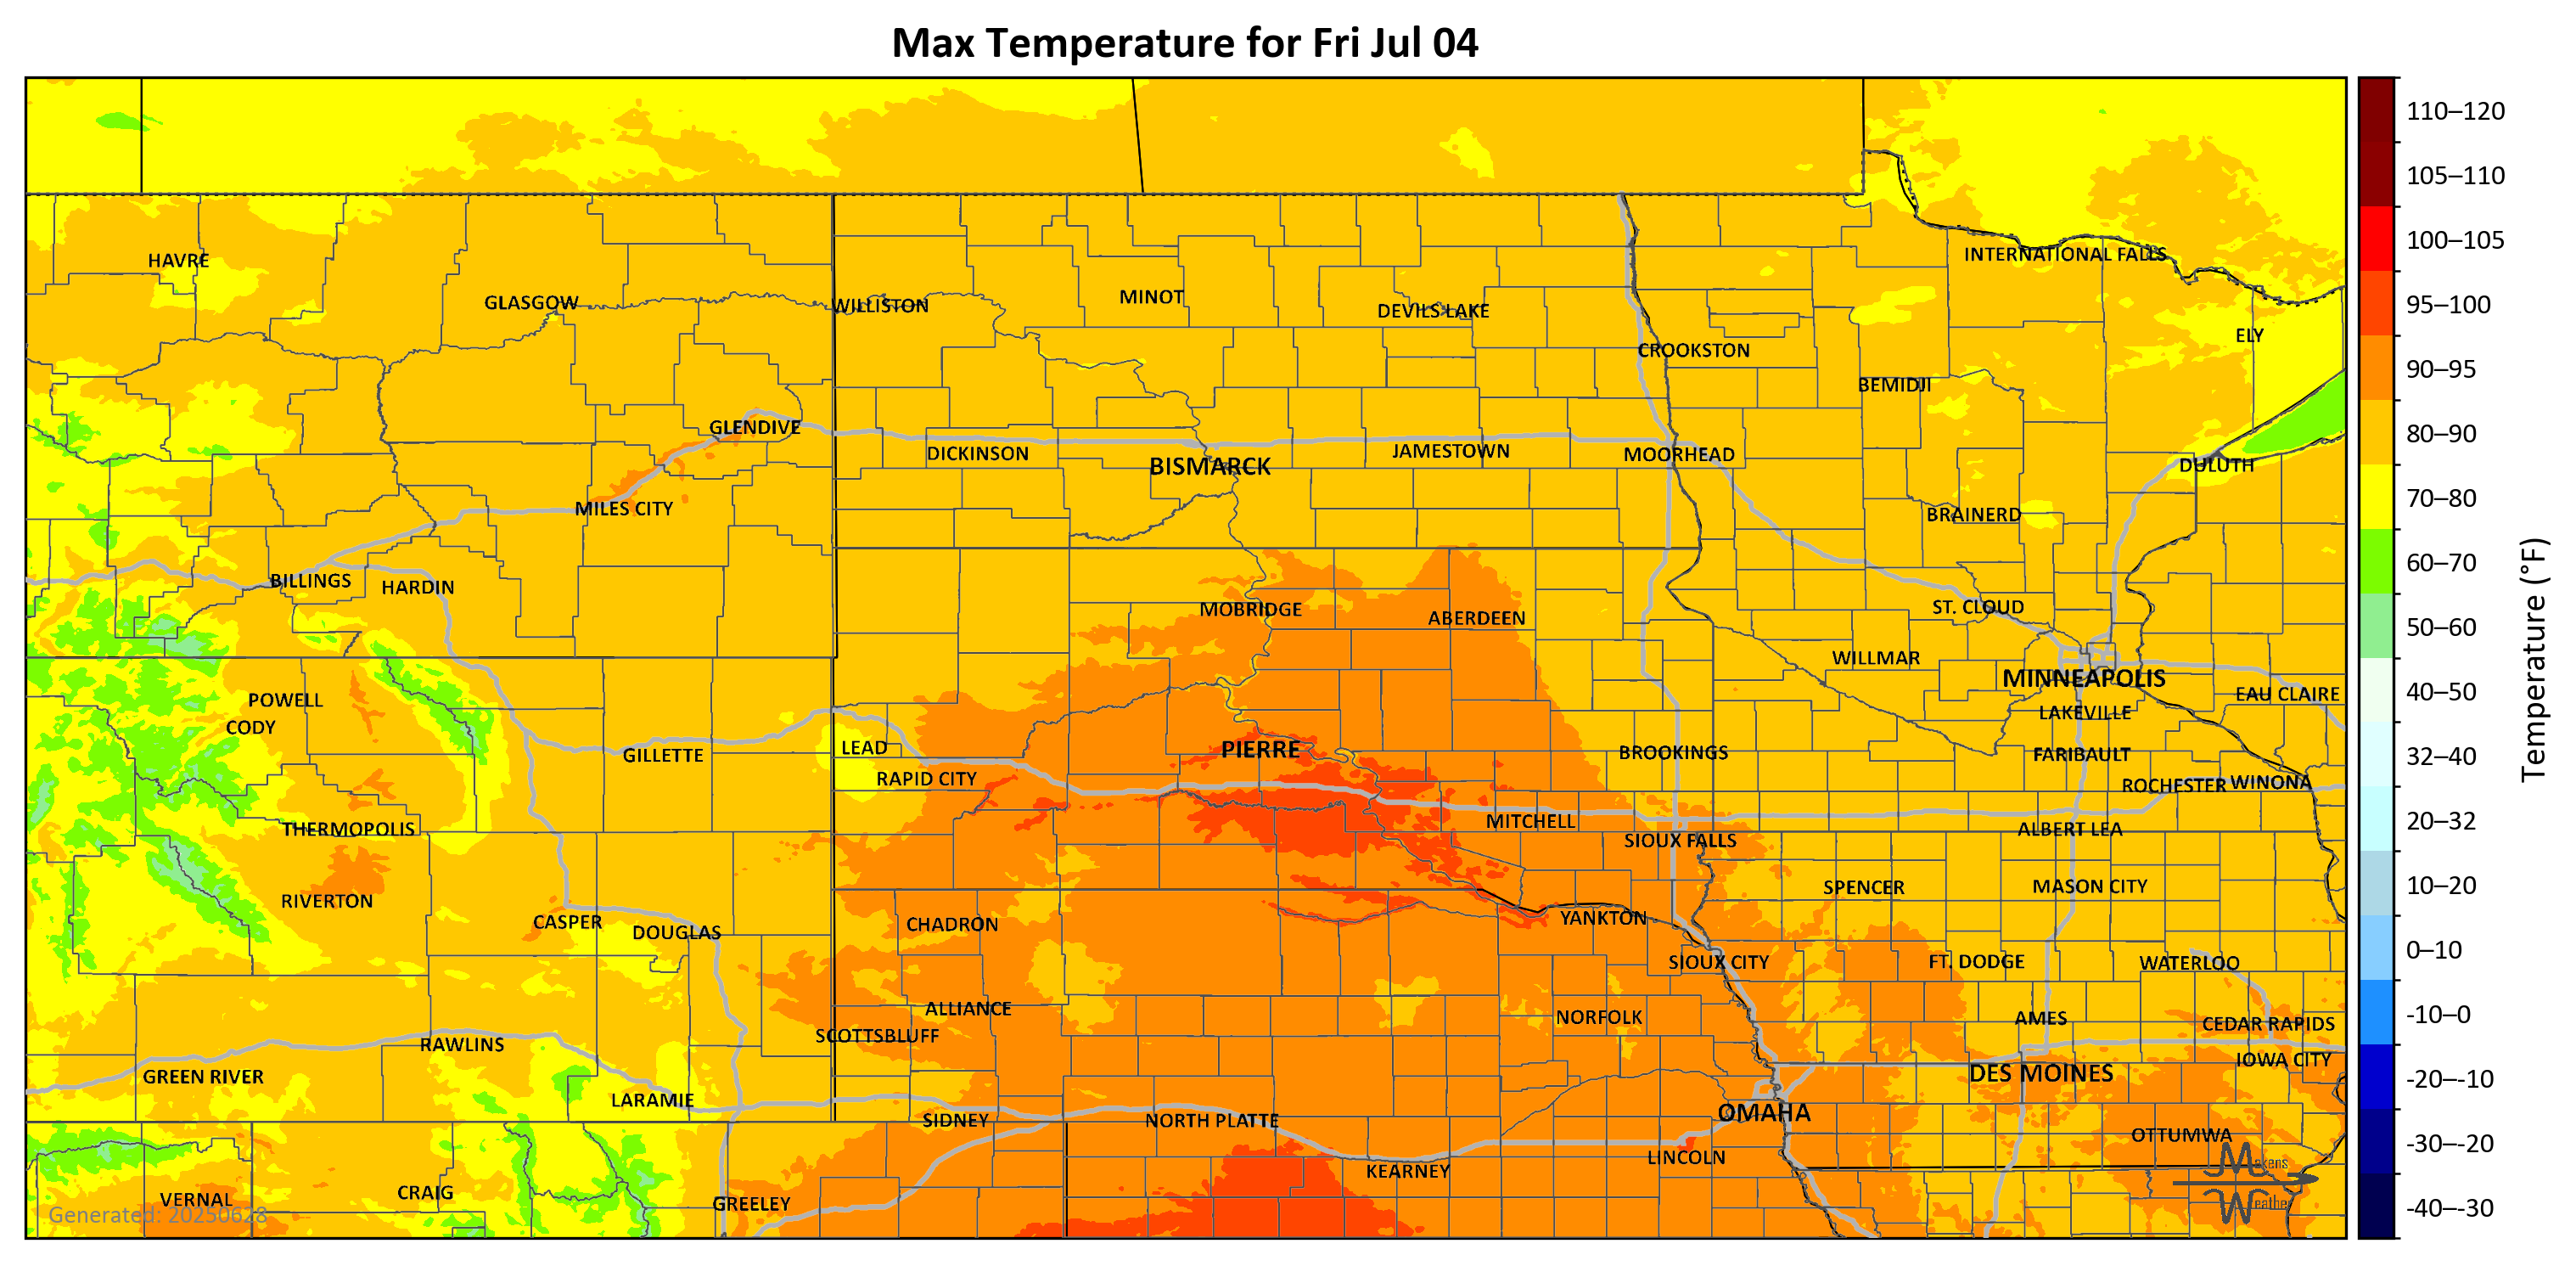 Max Temperature for Fri Jul 04
110–120
105–110
HAVRE
INTERNATIONAL FALLS
100–105
GLASGOW
WILLISTON
MINOT
DEVILS LAKE
95–100
ELY
CROOKSTON
90–95
BEMIDJI
GLENDIVE
80–90
DICKINSON
BISMARCK
JAMESTOWN
MOORHEAD
DULUTH
70–80
MILES CITY
BRAINERD
60–70
BILLINGS
HARDIN
MOBRIDGE
ABERDEEN
ST. CLOUD
50–60
WILLMAR
MINNEAPOLIS
Temperature (°F)
POWELL
EAU CLAIRE
40–50
CODY
LAKEVILLE
GILLETTE
LEAD
PIERRE
BROOKINGS
FARIBAULT
32–40
RAPID CITY
ROCHESTER
WINONA
THERMOPOLIS
MITCHELL
SIOUX FALLS
ALBERT LEA
20–32
RIVERTON
SPENCER
MASON CITY
10–20
CASPER
DOUGLAS
CHADRON
YANKTON
SIOUX CITY
FT. DODGE
WATERLOO
0–10
ALLIANCE
NORFOLK
AMES
CEDAR RAPIDS
-10–0
SCOTTSBLUFF
RAWLINS
IOWA CITY
GREEN RIVER
DES MOINES
-20–-10
LARAMIE
SIDNEY
NORTH PLATTE
OMAHA
OTTUMWA
-30–-20
KEARNEY
LINCOLN
Makens
VERNAL
CRAIG
GREELEY
Weather
-40–-30
Generated: 20250628